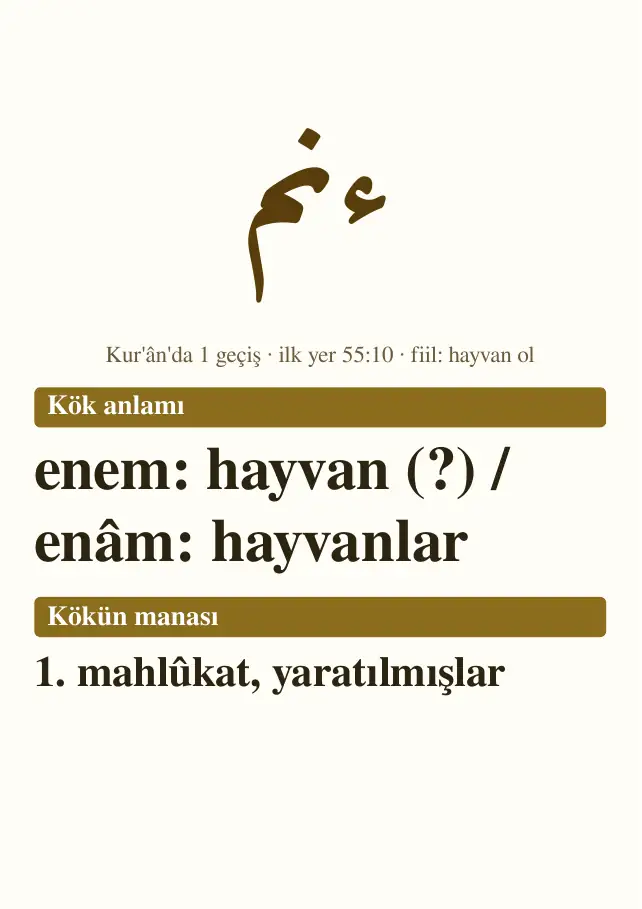 ءنم
Kur'ân'da 1 geçiş · ilk yer 55:10 · fiil: hayvan ol
Kök anlamı
enem: hayvan (?) /
enâm: hayvanlar
Kökün manası
1. mahlûkat, yaratılmışlar